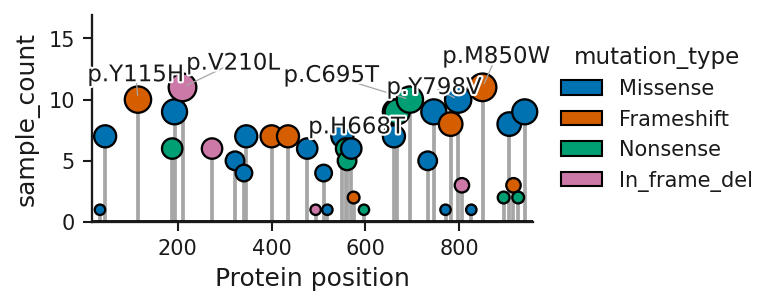 15
10
5
0
sample_count
p.Y115H
p.V210L
p.C695T
p.H668T
p.Y798V
p.M850W
200
400
600
800
Protein position
mutation_type
Missense
Frameshift
Nonsense
In_frame_del